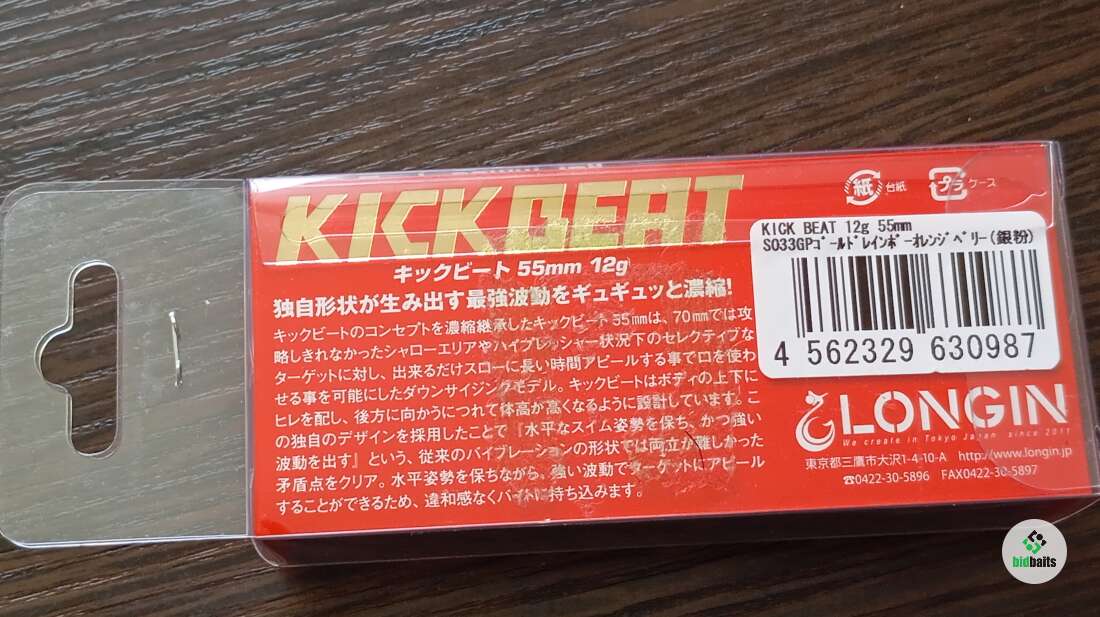 KICKBEAT
キックビート 55mm 12g
独自形状が生み出す最強波動をギュギュッと濃縮!
キックビートのコンセプトを濃縮継承したキックビート55mmは、70mmでは攻
略しきれなかったシャローエリアやハイプレッシャー状況下のセレクティブな
ターゲットに対し、出来るだけスローに長い時間アピールする事で口を使わ
せる事を可能にしたダウンサイジングモデル。キックビートはボディの上下に
ヒレを配し、後方に向かうにつれて体高が高くなるように設計しています。こ
の独自のデザインを採用したことで『水平なスイム姿勢を保ち、かつ強い
波動を出す』という、従来のバイブレーションの形状では両立が難しかった
矛盾点をクリア。水平姿勢を保ちながら、強い波動でターゲットにアピール
することができるため、違和感なくバイトに持ち込みます。
紙 台紙
プラ ケース
KICK BEAT 12g 55mm
S033GPｺﾞｰﾙﾄﾞﾚｲﾝﾎﾞｰｵﾚﾝｼﾞﾍﾞﾘｰ(銀粉)
4 562329 630987
LONGIN
We create in Tokyo Japan since 2011
東京都三鷹市大沢1-4-10-A http://www.longin.jp
☎0422-30-5896 FAX0422-30-5897
bidbaits